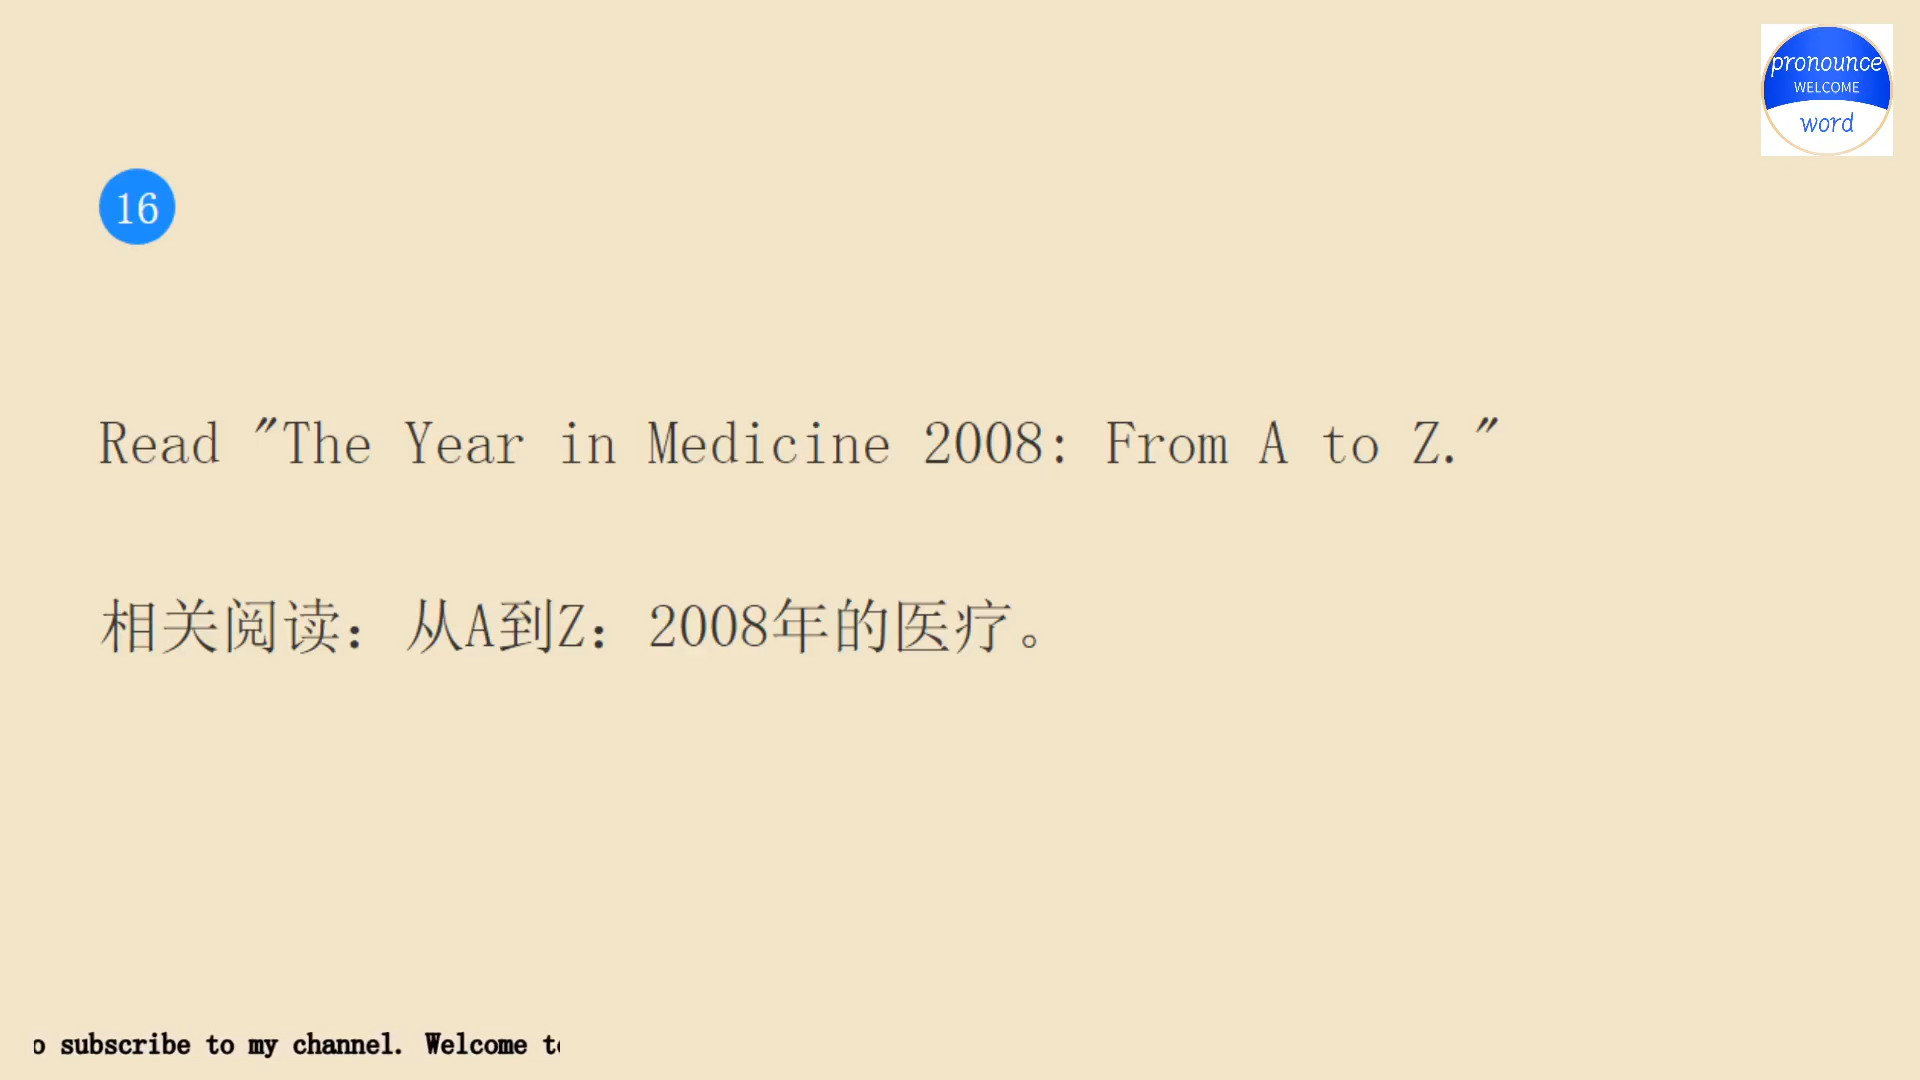 pronounce
WELCOME
word
16
Read "The Year in Medicine 2008: From A to Z."
相关阅读：从A到Z：2008年的医疗。
subscribe to my channel. Welcome